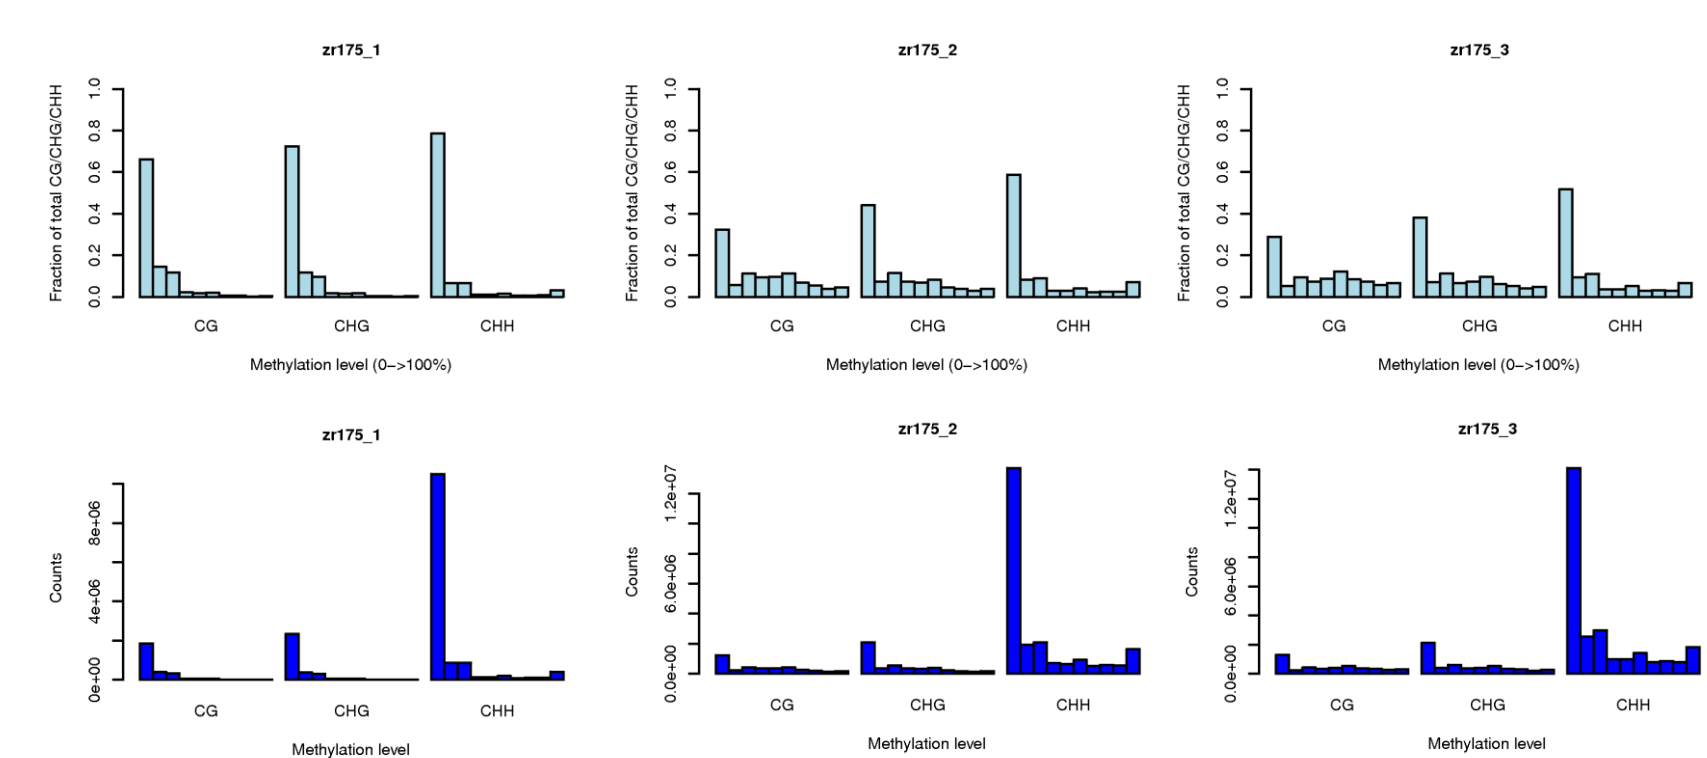 zr175_1
Fraction of total CG/CHG/CHH
0.0 0.2 0.4 0.6 0.8 1.0
CG CHG CHH
Methylation level (0−>100%)
zr175_2
Fraction of total CG/CHG/CHH
0.0 0.2 0.4 0.6 0.8 1.0
CG CHG CHH
Methylation level (0−>100%)
zr175_3
Fraction of total CG/CHG/CHH
0.0 0.2 0.4 0.6 0.8 1.0
CG CHG CHH
Methylation level (0−>100%)
zr175_1
Counts
0e+00 4e+06 8e+06
CG CHG CHH
Methylation level
zr175_2
Counts
0.0e+00 6.0e+06 1.2e+07
CG CHG CHH
Methylation level
zr175_3
Counts
0.0e+00 6.0e+06 1.2e+07
CG CHG CHH
Methylation level